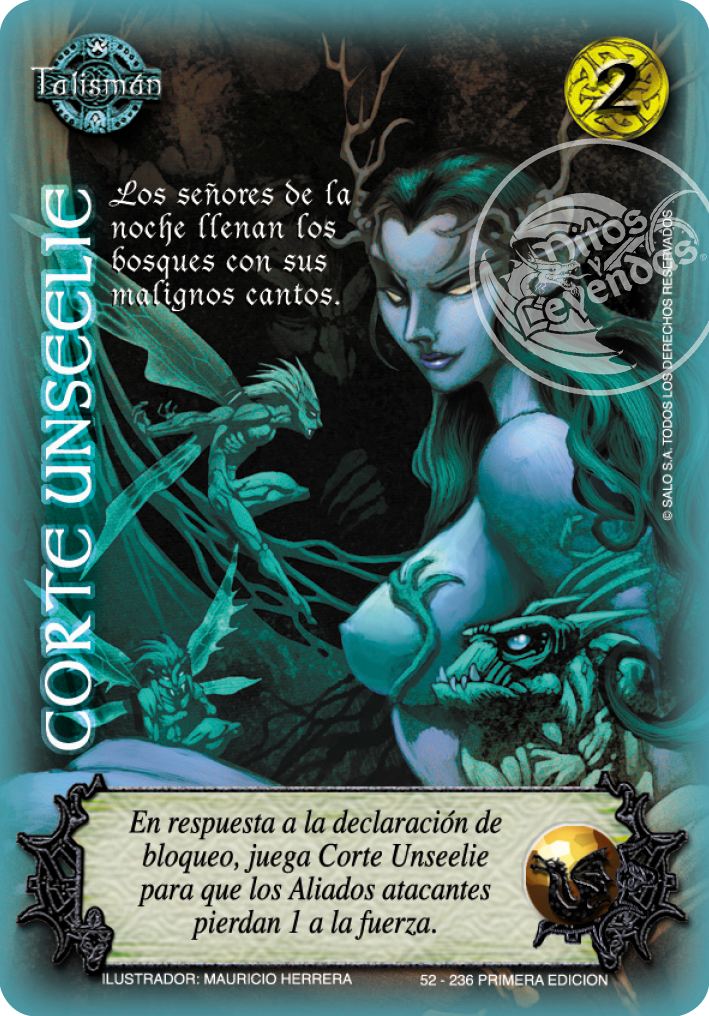 Talismán
2
Los señores de la
noche llenan los
bosques con sus
malignos cantos.
Mitos
y
Leyendas®
CORTE UNSEELIE
© SALO S.A. TODOS LOS DERECHOS RESERVADOS
En respuesta a la declaración de
bloqueo, juega Corte Unseelie
para que los Aliados atacantes
pierdan 1 a la fuerza.
ILUSTRADOR: MAURICIO HERRERA
52 - 236 PRIMERA EDICION